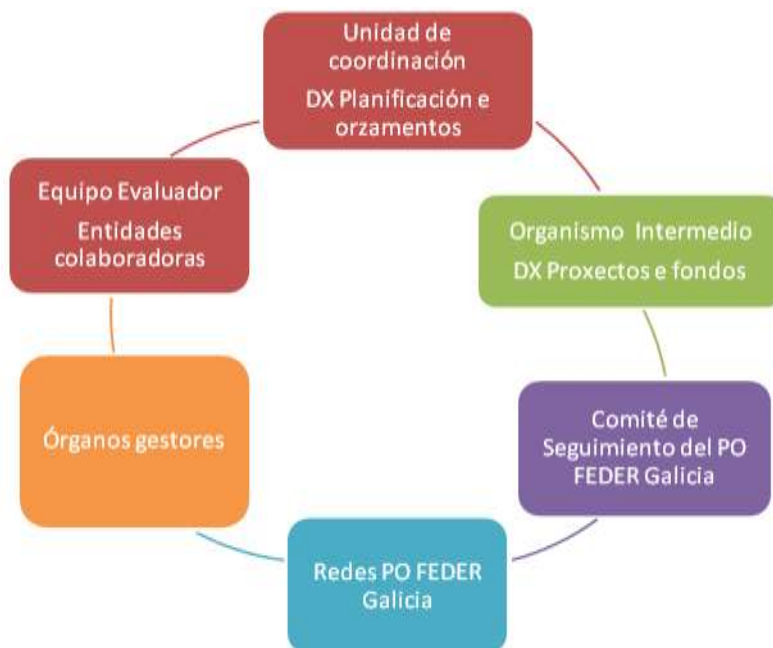 Unidad de
coordinación
DX Planificación e
orzamentos
Organismo Intermedio
DX Proxectos e fondos
Comité de
Seguimiento del PO
FEDER Galicia
Redes PO FEDER
Galicia
Órganos gestores
Equipo Evaluador
Entidades
colaboradoras